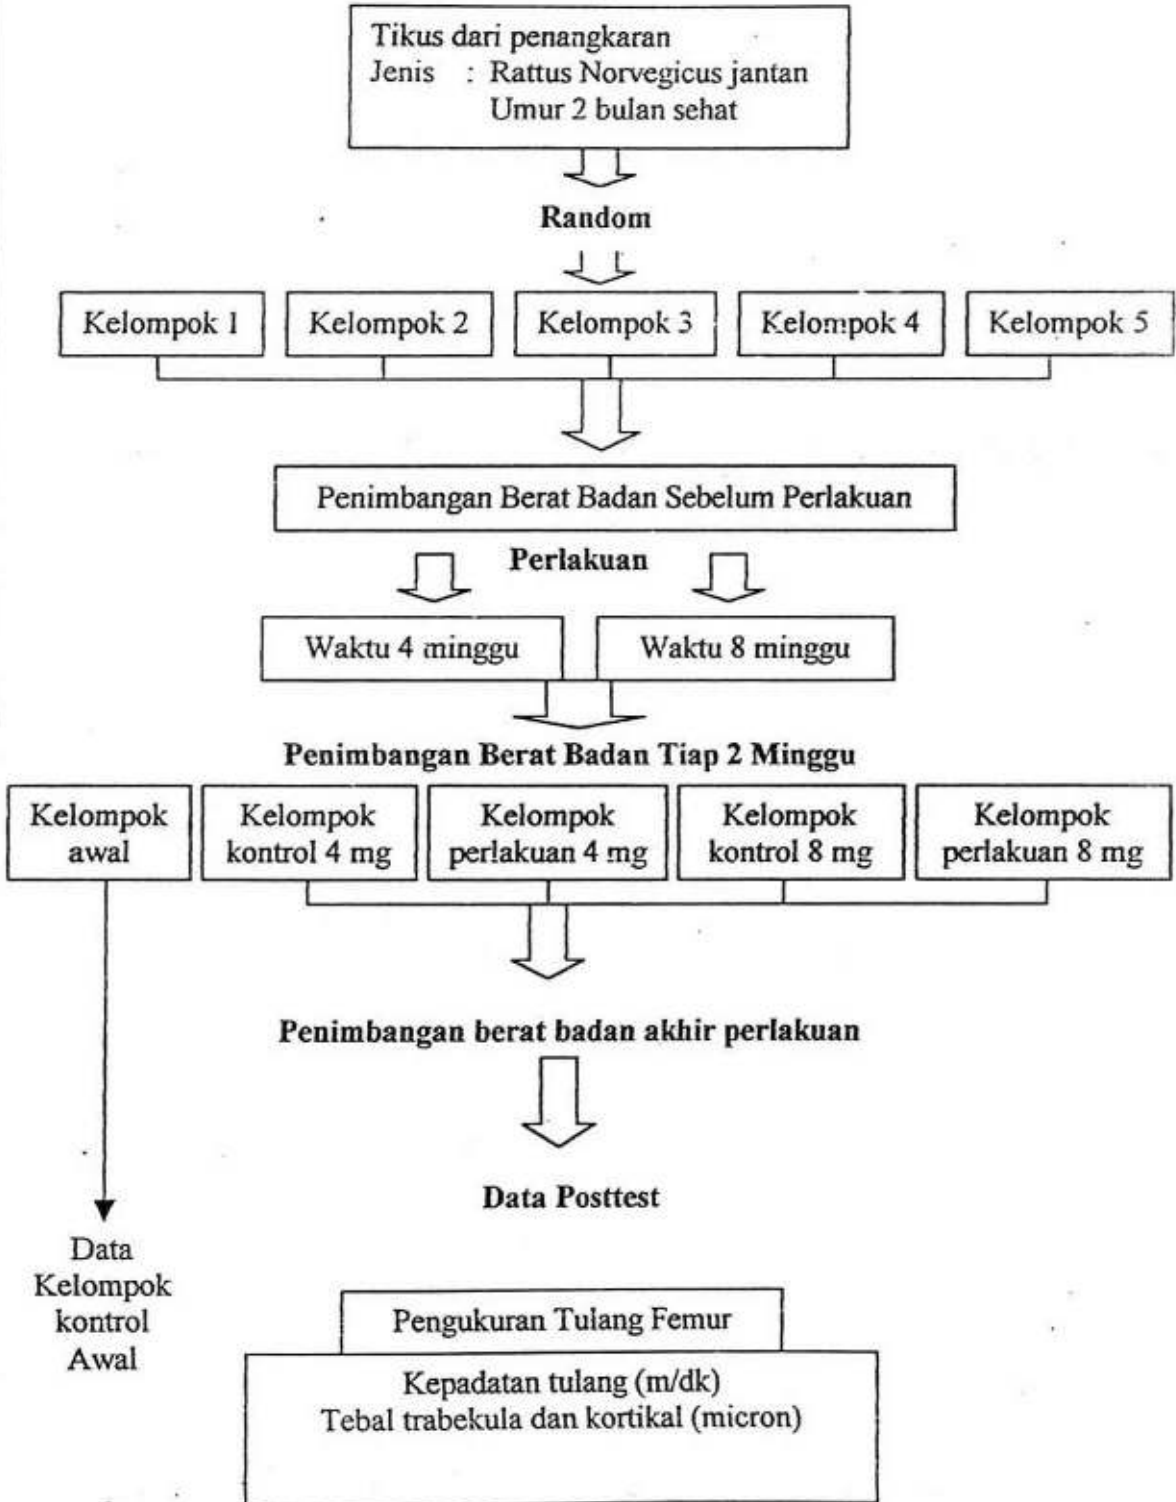 Tikus dari penangkaran
Jenis : Rattus Norvegicus jantan
Umur 2 bulan sehat
Random
Kelompok 1
Kelompok 2
Kelompok 3
Kelompok 4
Kelompok 5
Penimbangan Berat Badan Sebelum Perlakuan
Perlakuan
Waktu 4 minggu
Waktu 8 minggu
Penimbangan Berat Badan Tiap 2 Minggu
Kelompok
awal
Kelompok
kontrol 4 mg
Kelompok
perlakuan 4 mg
Kelompok
kontrol 8 mg
Kelompok
perlakuan 8 mg
Penimbangan berat badan akhir perlakuan
Data Posttest
Data
Kelompok
kontrol
Awal
Pengukuran Tulang Femur
Kepadatan tulang (m/dk)
Tebal trabekula dan kortikal (micron)